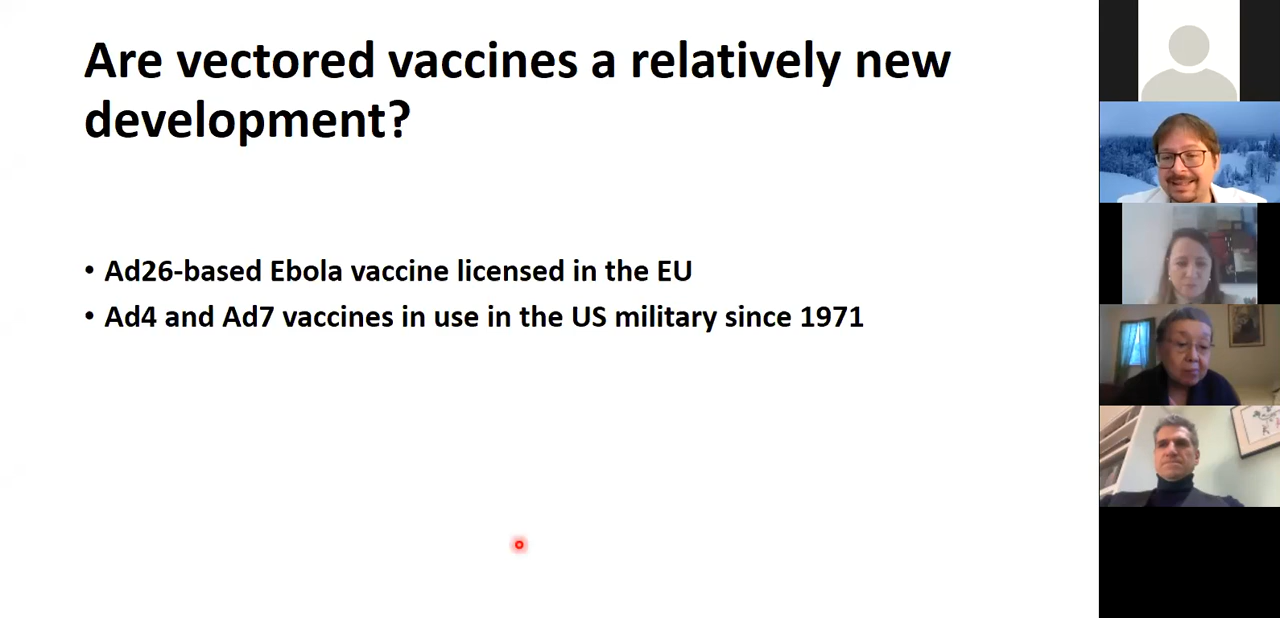 Are vectored vaccines a relatively new
development?
• Ad26-based Ebola vaccine licensed in the EU
• Ad4 and Ad7 vaccines in use in the US military since 1971